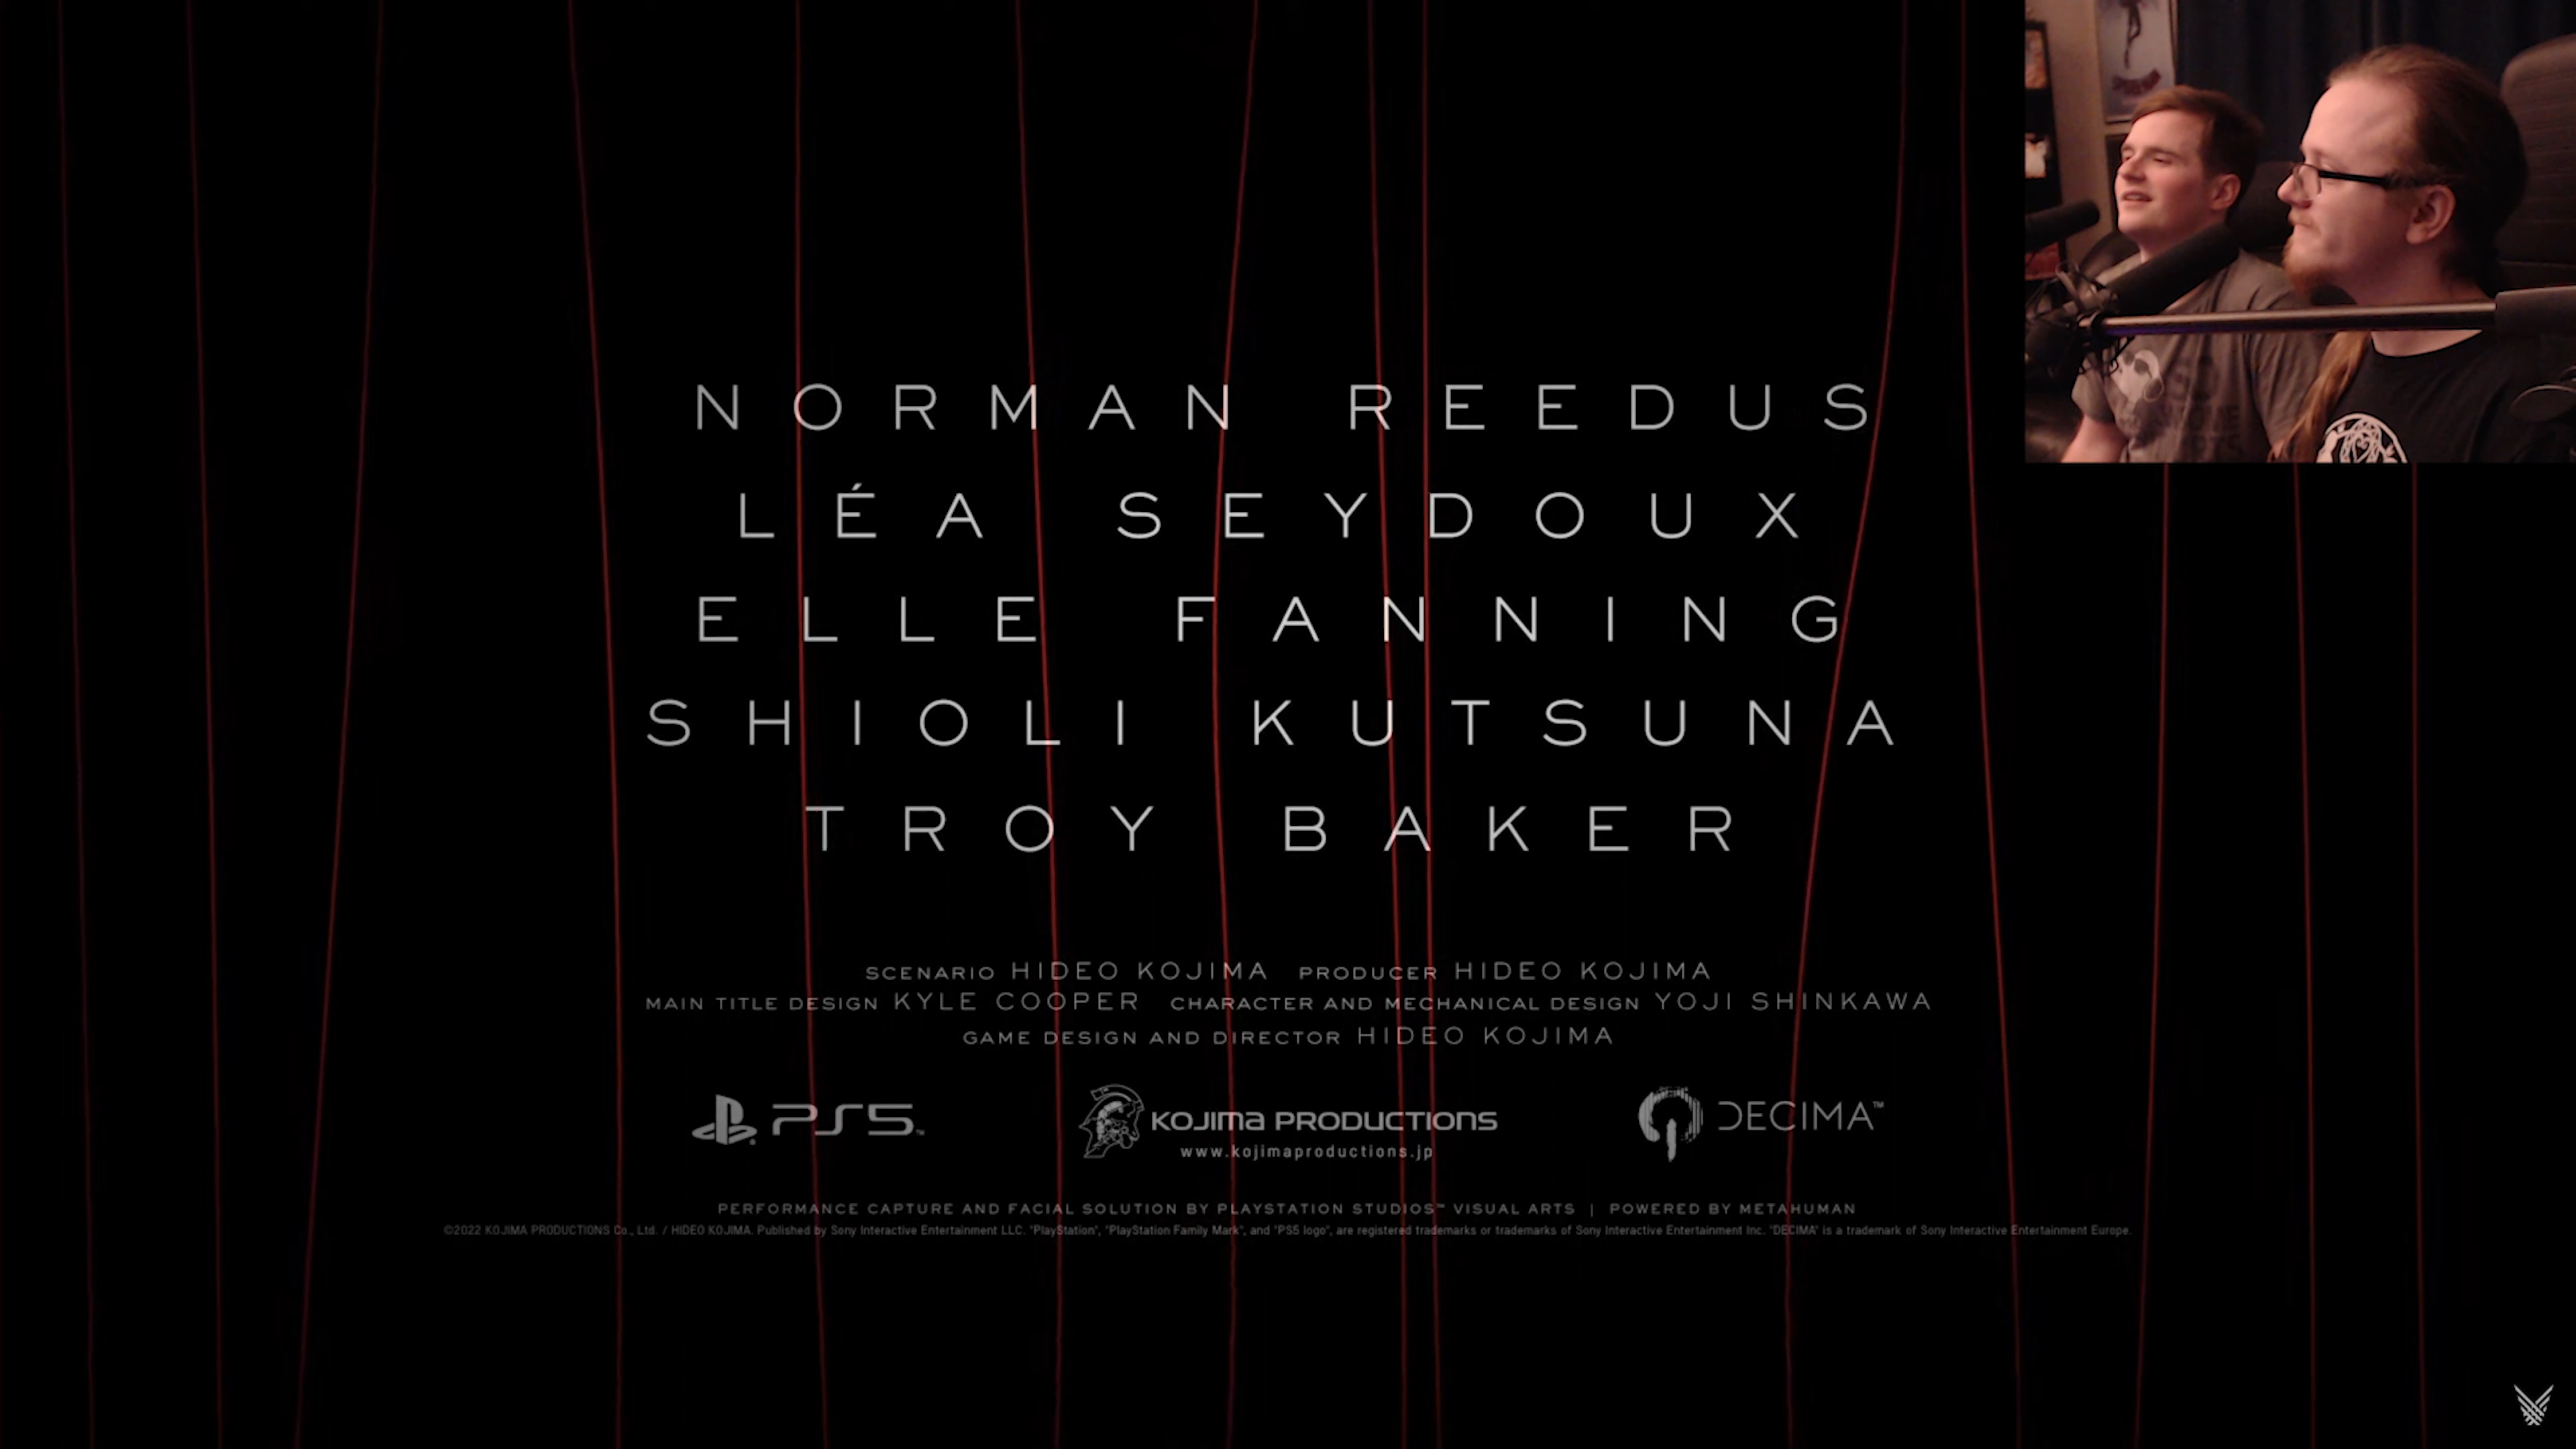 NORMAN REEDUS
LÉA SEYDOUX
ELLE FANNING
SHIOLI KUTSUNA
TROY BAKER
SCENARIO HIDEO KOJIMA PRODUCER HIDEO KOJIMA
MAIN TITLE DESIGN KYLE COOPER CHARACTER AND MECHANICAL DESIGN YOJI SHINKAWA
GAME DESIGN AND DIRECTOR HIDEO KOJIMA
PS5™ KOJIMA PRODUCTIONS DECIMA™
www.kojimaproductions.jp
PERFORMANCE CAPTURE AND FACIAL SOLUTION BY PLAYSTATION STUDIOS™ VISUAL ARTS | POWERED BY METAHUMAN
©2022 KOJIMA PRODUCTIONS Co., Ltd. / HIDEO KOJIMA. Published by Sony Interactive Entertainment LLC. "PlayStation", "PlayStation Family Mark", and "PS5 logo", are registered trademarks or trademarks of Sony Interactive Entertainment Inc. "DECIMA" is a trademark of Sony Interactive Entertainment Europe.